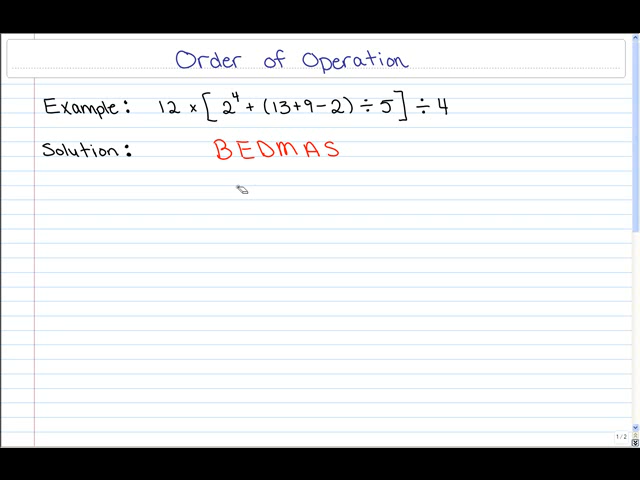 Order of Operation
Example: 12 × [ 2⁴ + (13+9-2) ÷ 5 ] ÷ 4
Solution: BEDMAS
1/2